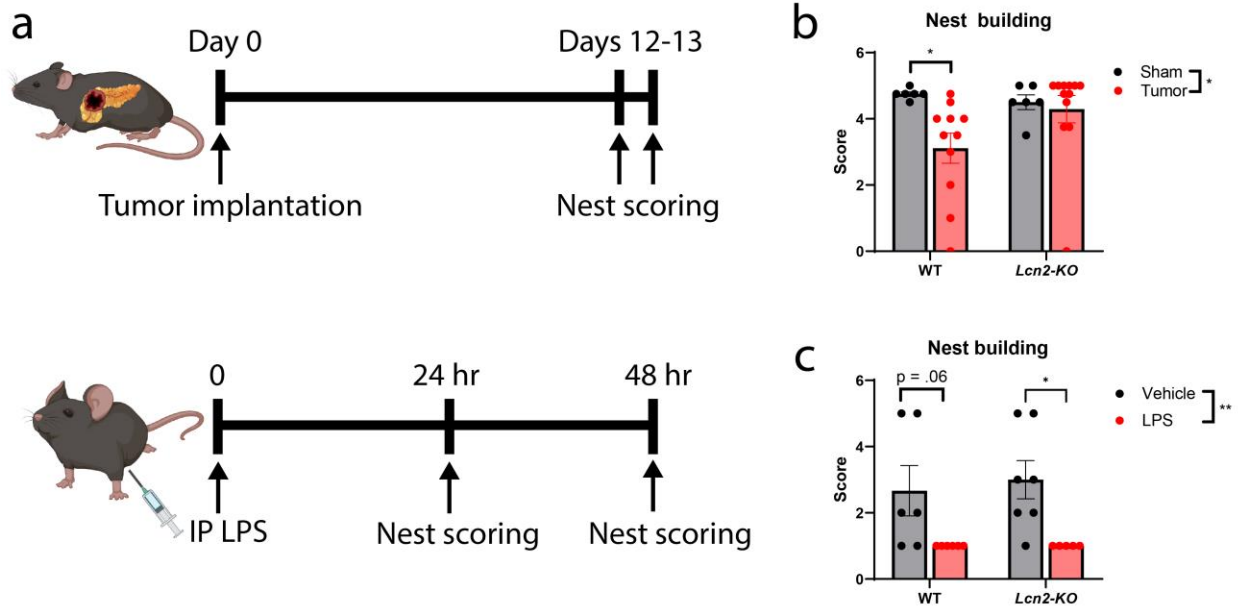 a
Day 0
Days 12-13
Tumor implantation
Nest scoring
0
24 hr
48 hr
IP LPS
Nest scoring
Nest scoring
b
Nest building
6
4
2
0
Score
*
WT
Lcn2-KO
Sham
Tumor
*
c
Nest building
6
4
2
0
Score
p = .06
*
WT
Lcn2-KO
Vehicle
LPS
**